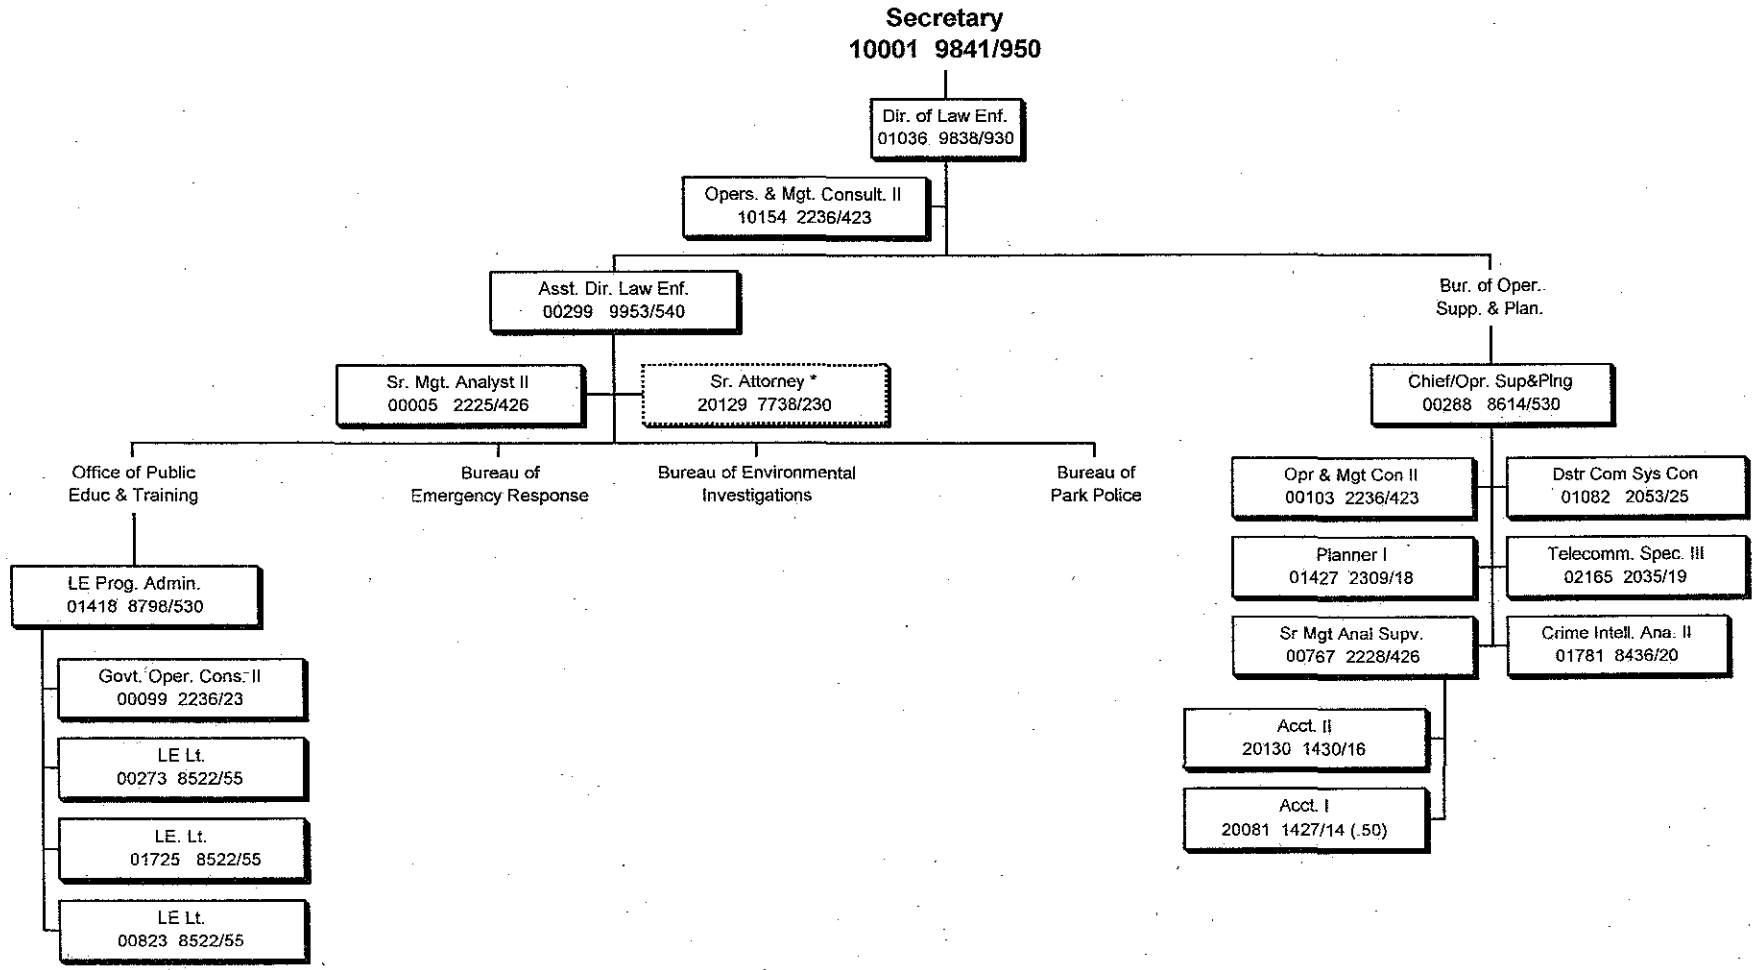 Secretary
10001 9841/950
Dir. of Law Enf.
01036 9838/930
Opers. & Mgt. Consult. II
10154 2236/423
Asst. Dir. Law Enf.
00299 9953/540
Bur. of Oper.
Supp. & Plan.
Sr. Mgt. Analyst II
00005 2225/426
Sr. Attorney *
20129 7738/230
Chief/Opr. Sup&Plng
00288 8614/530
Office of Public
Educ & Training
Bureau of
Emergency Response
Bureau of Environmental
Investigations
Bureau of
Park Police
Opr & Mgt Con II
00103 2236/423
Dstr Com Sys Con
01082 2053/25
Planner I
01427 2309/18
Telecomm. Spec. III
02165 2035/19
LE Prog. Admin.
01418 8798/530
Sr Mgt Anal Supv.
00767 2228/426
Crime Intell. Ana. II
01781 8436/20
Govt. Oper. Cons. II
00099 2236/23
Acct. II
20130 1430/16
LE Lt.
00273 8522/55
Acct. I
20081 1427/14 (.50)
LE. Lt.
01725 8522/55
LE Lt.
00823 8522/55